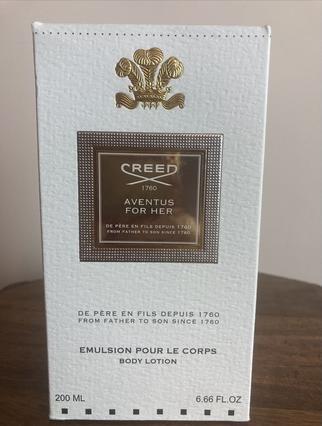 CREED
1760
AVENTUS
FOR HER
DE PÈRE EN FILS DEPUIS 1760
FROM FATHER TO SON SINCE 1760
DE PÈRE EN FILS DEPUIS 1760
FROM FATHER TO SON SINCE 1760
EMULSION POUR LE CORPS
BODY LOTION
200 ML 6.66 FL.OZ